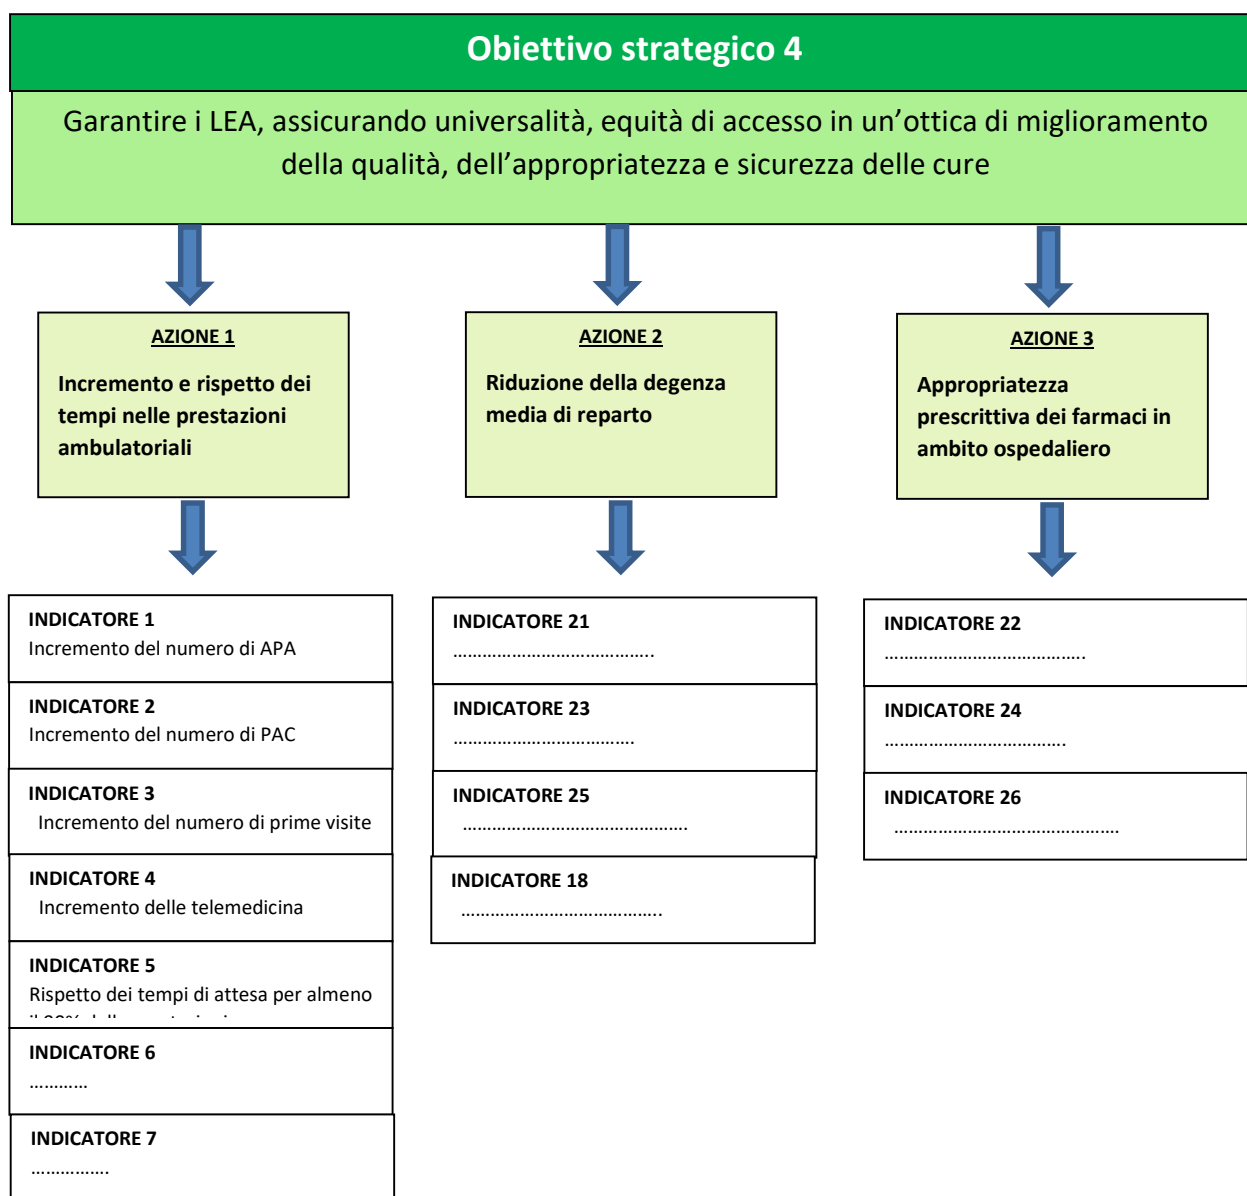 Obiettivo strategico 4
Garantire i LEA, assicurando universalità, equità di accesso in un'ottica di miglioramento
della qualità, dell'appropriatezza e sicurezza delle cure
AZIONE 1
Incremento e rispetto dei
tempi nelle prestazioni
ambulatoriali
AZIONE 2
Riduzione della degenza
media di reparto
AZIONE 3
Appropriatezza
prescrittiva dei farmaci in
ambito ospedaliero
INDICATORE 1
Incremento del numero di APA
INDICATORE 2
Incremento del numero di PAC
INDICATORE 3
Incremento del numero di prime visite
INDICATORE 4
Incremento delle telemedicina
INDICATORE 5
Rispetto dei tempi di attesa per almeno
INDICATORE 6
…………
INDICATORE 7
…………….
INDICATORE 21
…………………………………..
INDICATORE 23
……………………………….
INDICATORE 25
……………………………………….
INDICATORE 18
…………………………………..
INDICATORE 22
…………………………………..
INDICATORE 24
……………………………….
INDICATORE 26
……………………………………….